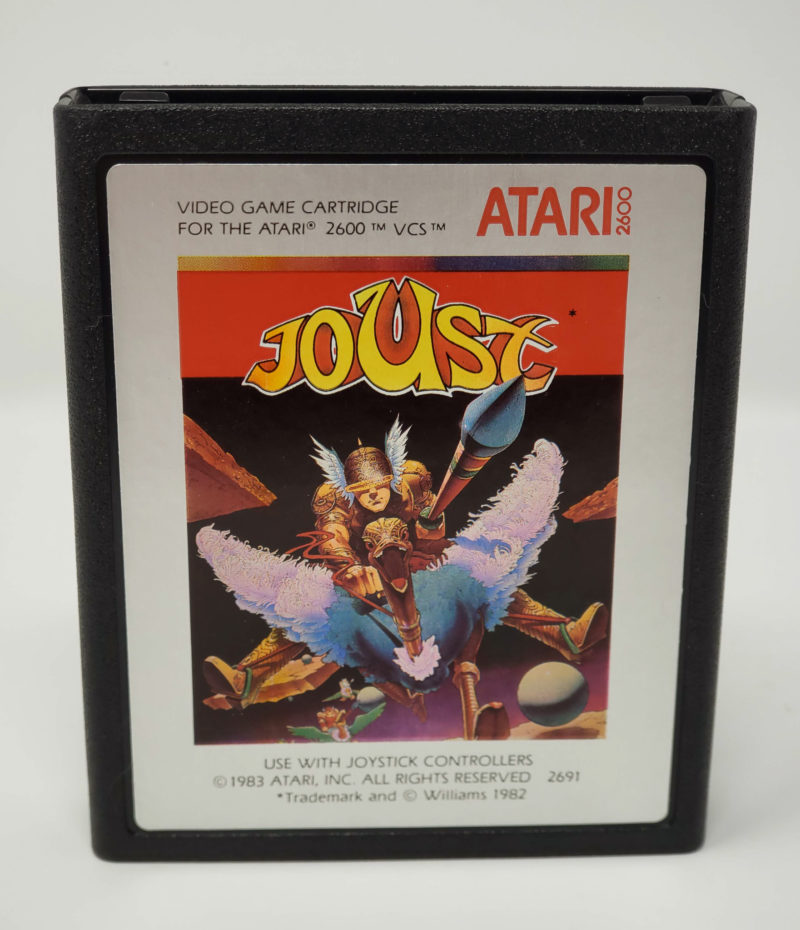 VIDEO GAME CARTRIDGE
FOR THE ATARI® 2600™ VCS™
ATARI 2600
JOUST*
USE WITH JOYSTICK CONTROLLERS
©1983 ATARI, INC. ALL RIGHTS RESERVED 2691
*Trademark and © Williams 1982